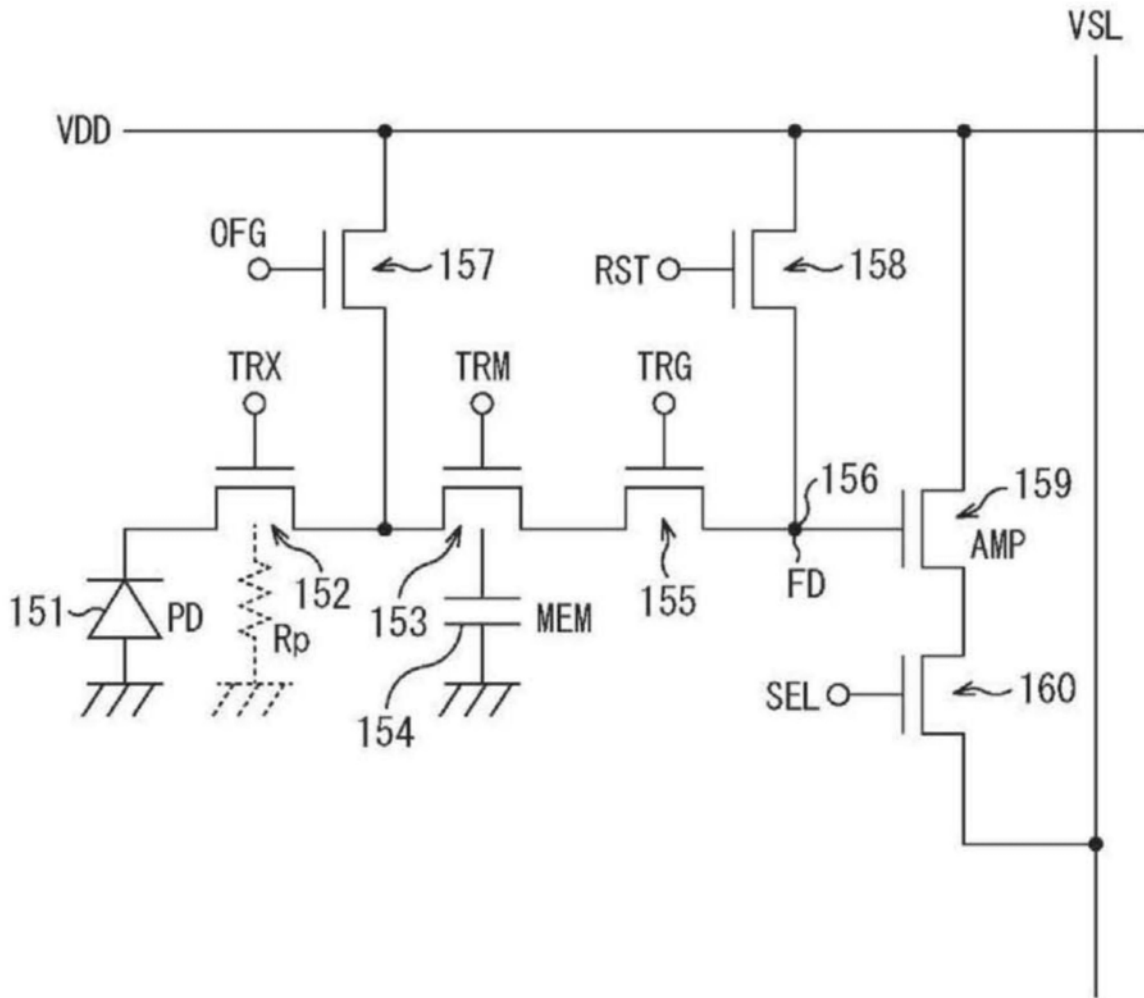 VSL
VDD
OFG
157
RST
158
TRX
TRM
TRG
156
159
AMP
FD
151
PD
152
Rp
153
MEM
155
154
SEL
160